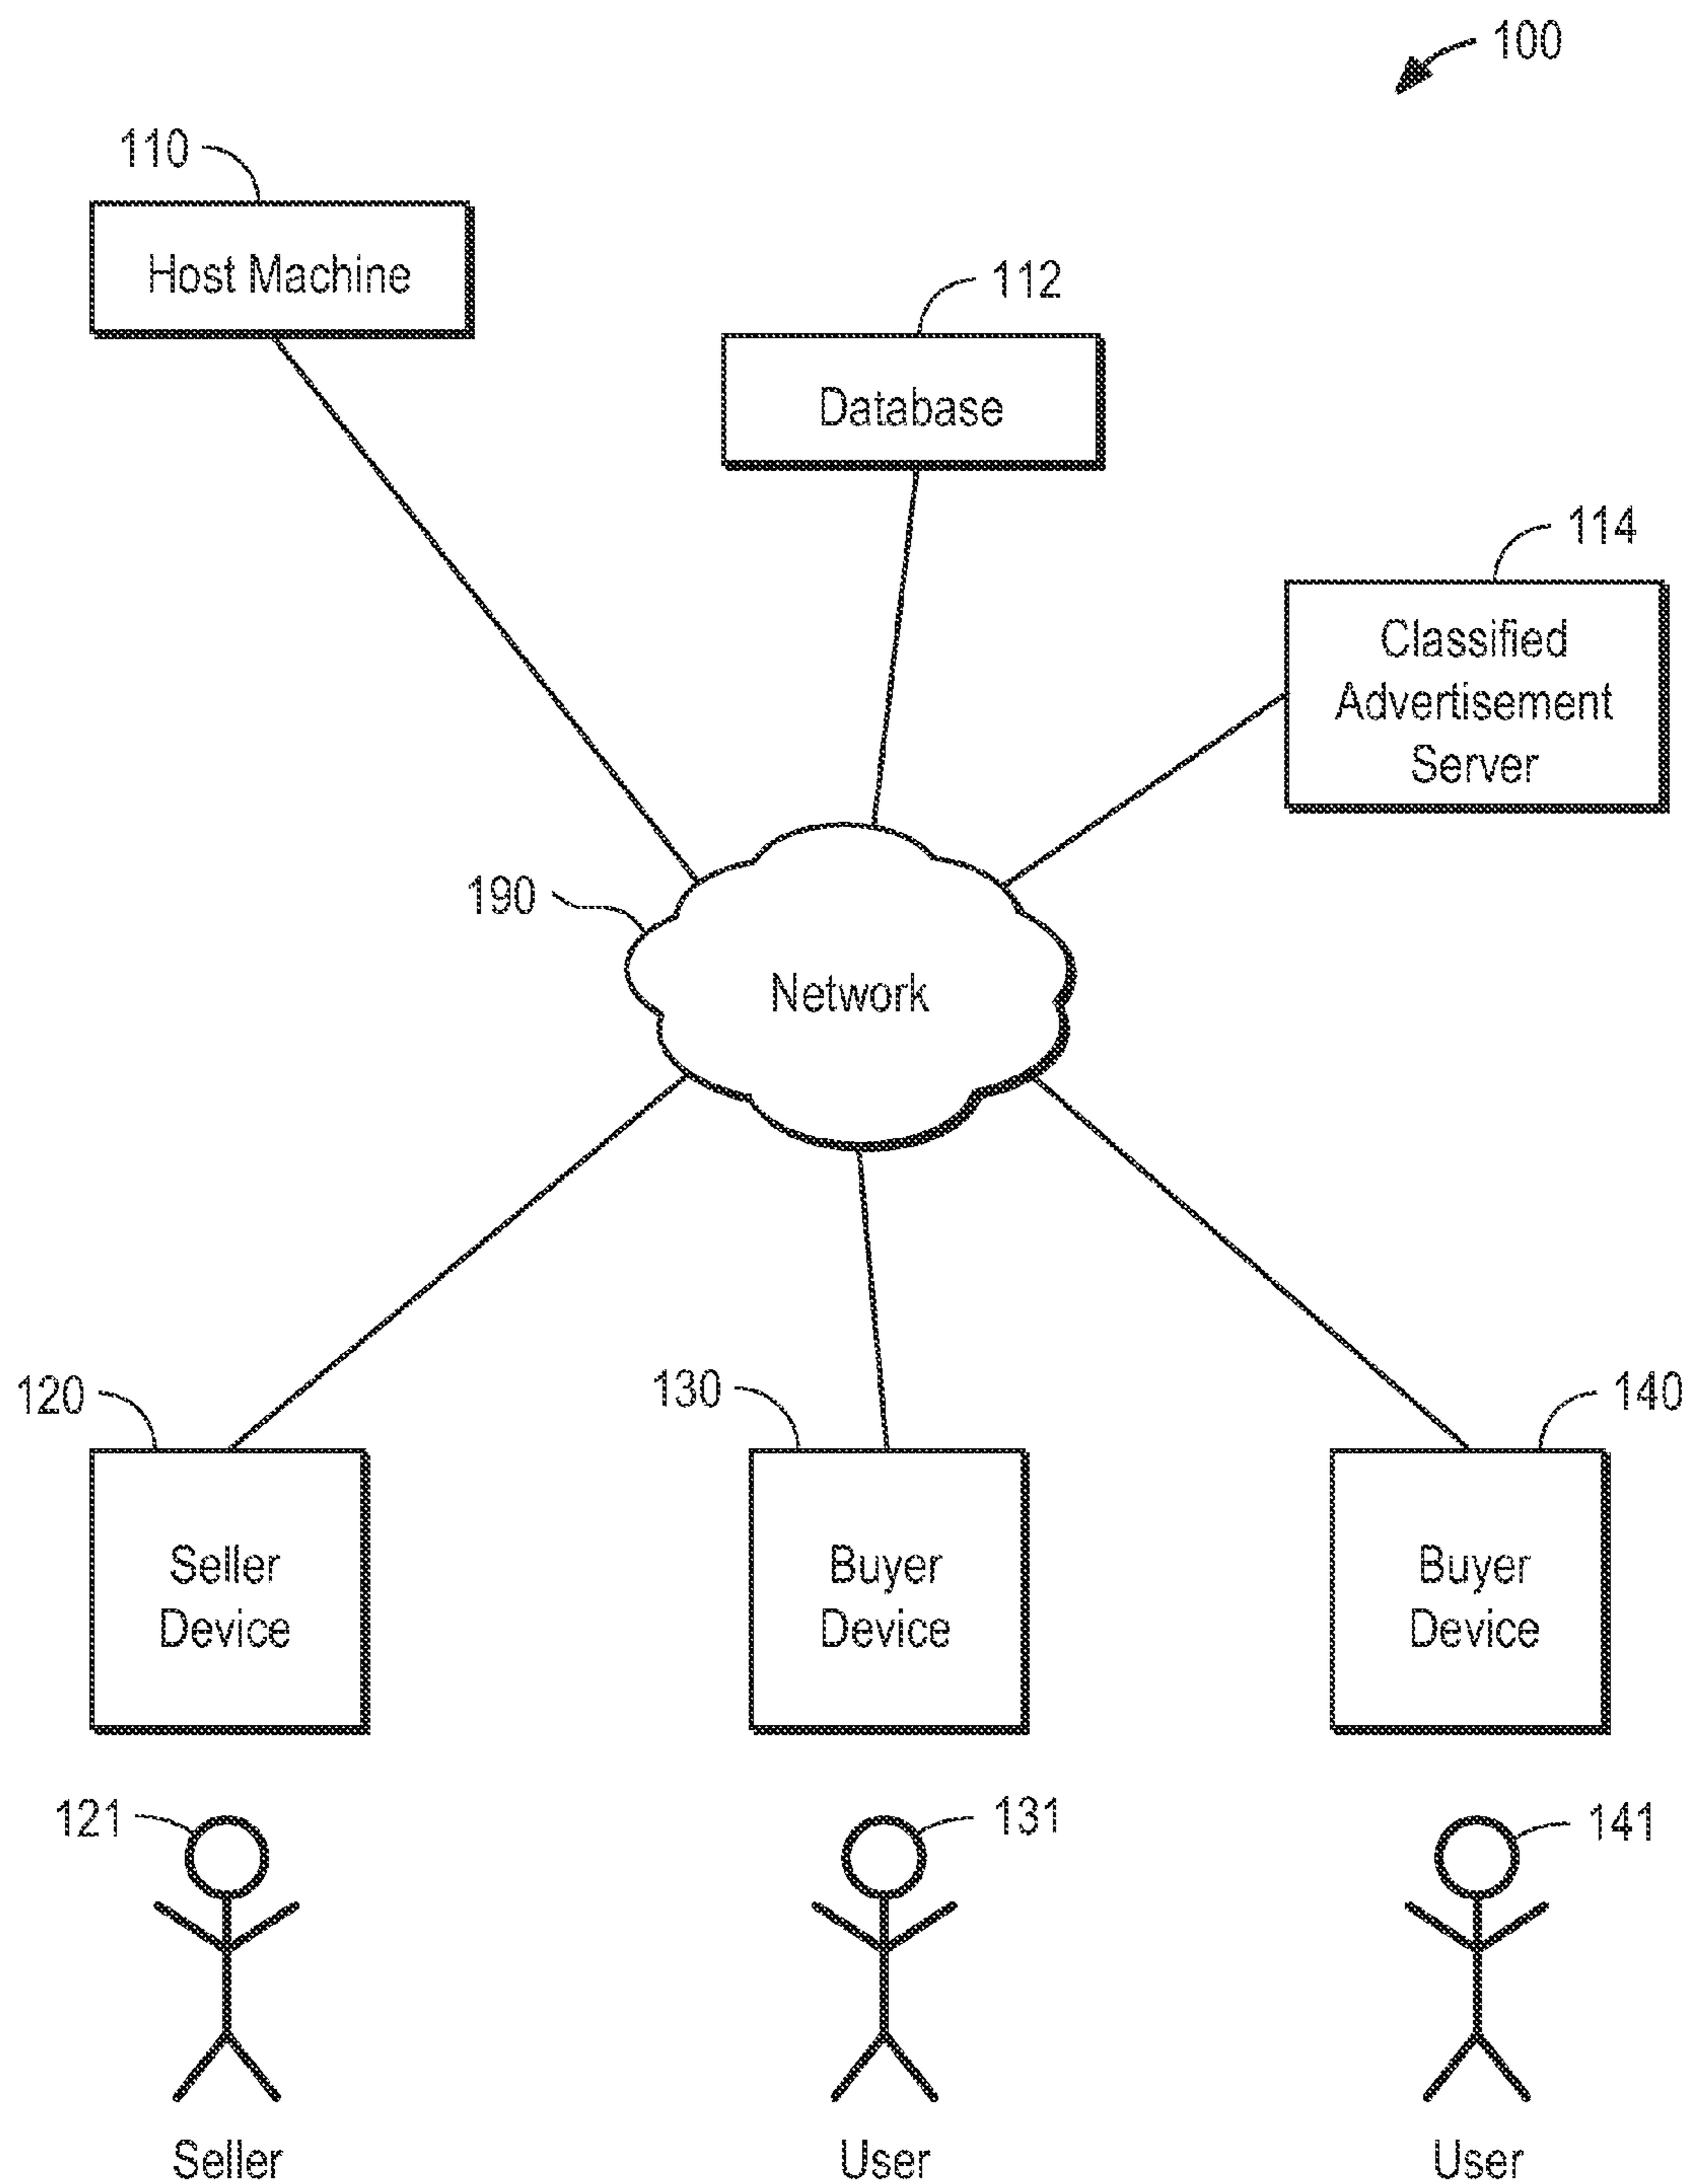 100
110
Host Machine
112
Database
114
Classified
Advertisement
Server
190
Network
120
130
140
Seller
Device
Buyer
Device
Buyer
Device
121
131
141
Seller
User
User